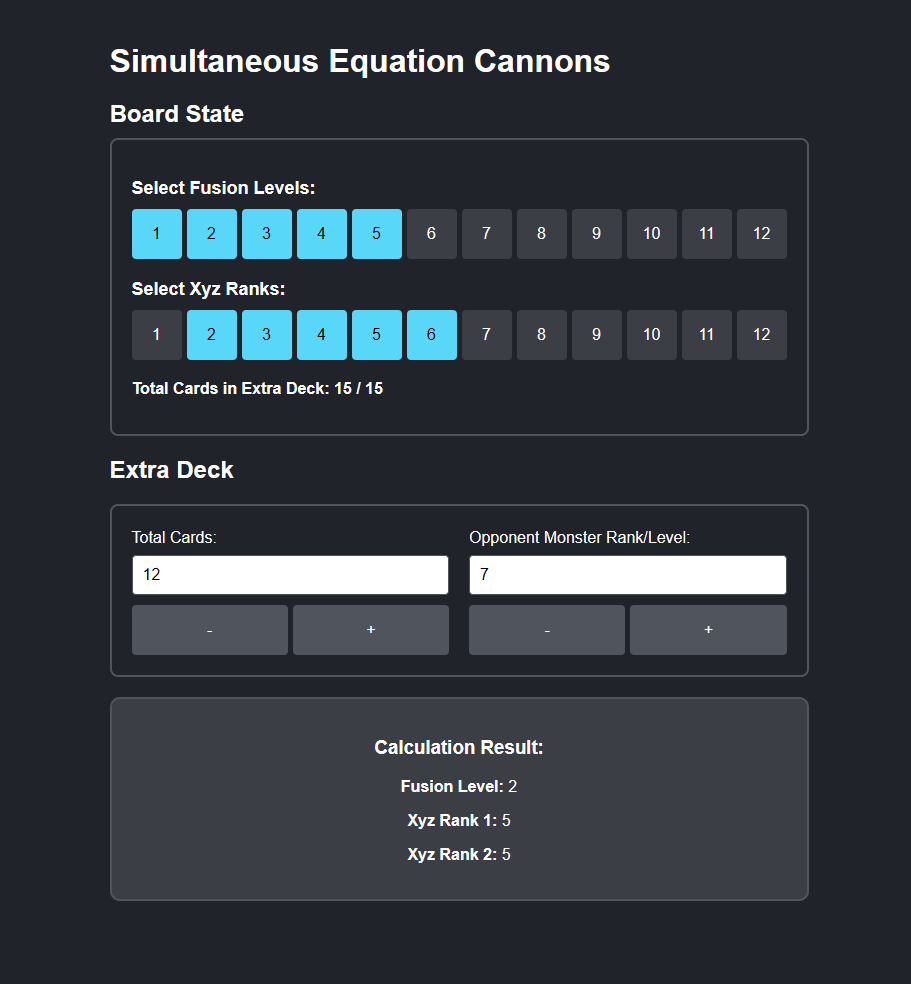 Simultaneous Equation Cannons
Board State
Select Fusion Levels:
1 2 3 4 5 6 7 8 9 10 11 12
Select Xyz Ranks:
1 2 3 4 5 6 7 8 9 10 11 12
Total Cards in Extra Deck: 15 / 15
Extra Deck
Total Cards: Opponent Monster Rank/Level:
12 7
- + - +
Calculation Result:
Fusion Level: 2
Xyz Rank 1: 5
Xyz Rank 2: 5